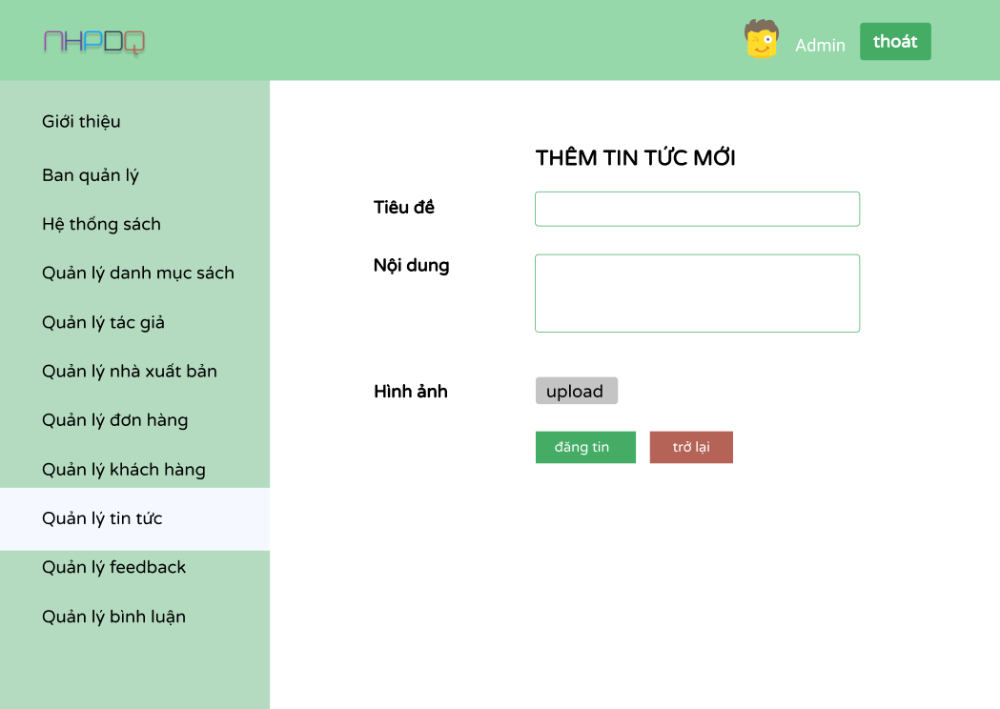 NHPDQ
Admin
thoát
Giới thiệu
Ban quản lý
Hệ thống sách
Quản lý danh mục sách
Quản lý tác giả
Quản lý nhà xuất bản
Quản lý đơn hàng
Quản lý khách hàng
Quản lý tin tức
Quản lý feedback
Quản lý bình luận
THÊM TIN TỨC MỚI
Tiêu đề
Nội dung
Hình ảnh
upload
đăng tin
trở lại